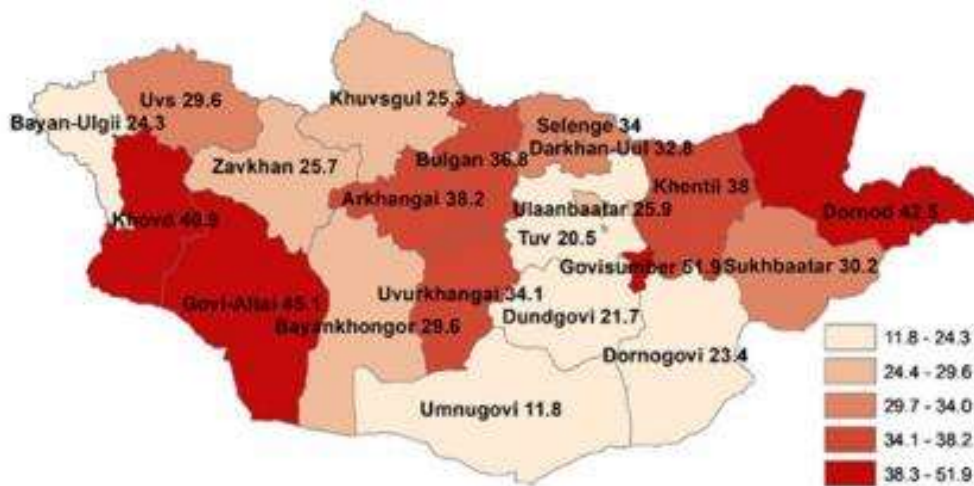 Khuvsgul 25.3
Uvs 29.6
Bayan-Ulgii 24.3
Selenge 34
Darkhan-Uul 32.8
Zavkhan 25.7
Bulgan 36.8
Khentii 38
Arkhangai 38.2
Ulaanbaatar 25.9
Dornod 42.5
Khovd 40.9
Tuv 20.5
Govisumber 51.9
Sukhbaatar 30.2
Govi-Altai 45.1
Uvurkhangai 34.1
Bayankhongor 29.6
Dundgovi 21.7
Dornogovi 23.4
Umnugovi 11.8
11.8 - 24.3
24.4 - 29.6
29.7 - 34.0
34.1 - 38.2
38.3 - 51.9